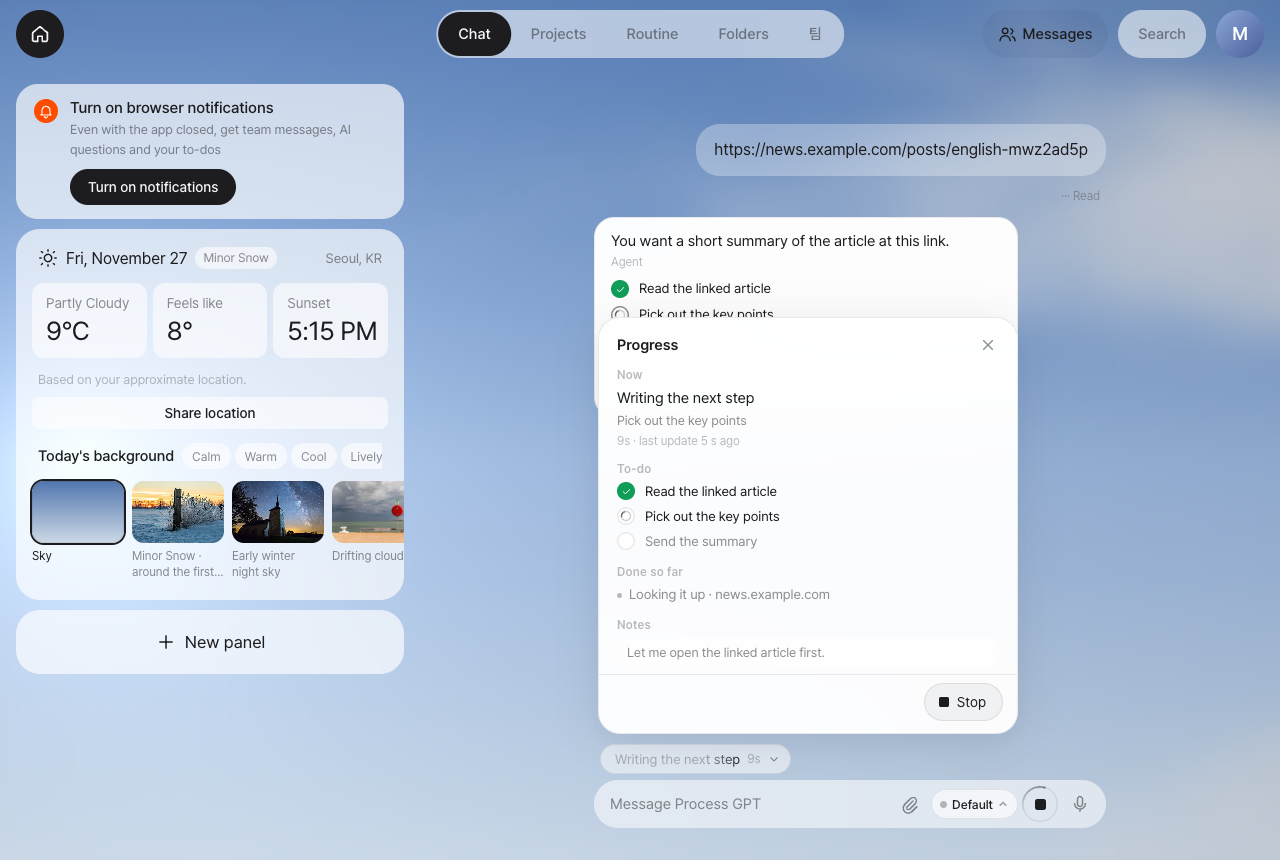 Chat
Projects
Routine
Folders
팀
Messages
Search
M
Turn on browser notifications
Even with the app closed, get team messages, AI
questions and your to-dos
Turn on notifications
Fri, November 27
Minor Snow
Seoul, KR
Partly Cloudy
9°C
Feels like
8°
Sunset
5:15 PM
Based on your approximate location.
Share location
Today's background
Calm
Warm
Cool
Lively
Sky
Minor Snow ·
around the first...
Early winter
night sky
Drifting cloud
New panel
https://news.example.com/posts/english-mwz2ad5p
··· Read
You want a short summary of the article at this link.
Agent
Read the linked article
Pick out the key points
Progress
Now
Writing the next step
Pick out the key points
9s · last update 5 s ago
To-do
Read the linked article
Pick out the key points
Send the summary
Done so far
Looking it up · news.example.com
Notes
Let me open the linked article first.
Stop
Writing the next step 9s
Message Process GPT
Default